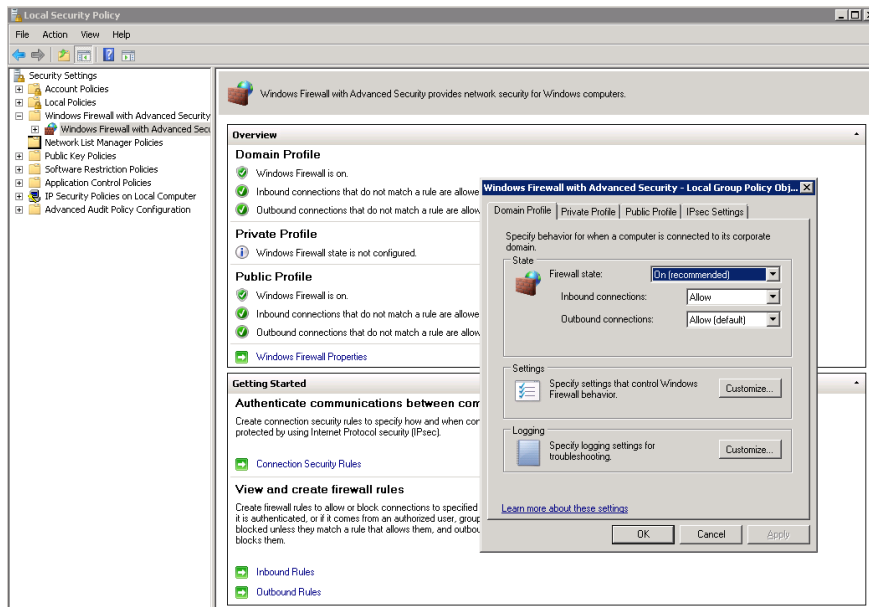 Local Security Policy
File Action View Help
Security Settings
Account Policies
Local Policies
Windows Firewall with Advanced Security
Windows Firewall with Advanced Secu
Network List Manager Policies
Public Key Policies
Software Restriction Policies
Application Control Policies
IP Security Policies on Local Computer
Advanced Audit Policy Configuration
Windows Firewall with Advanced Security provides network security for Windows computers.
Overview
Domain Profile
Windows Firewall is on.
Inbound connections that do not match a rule are allowe
Outbound connections that do not match a rule are allow
Private Profile
Windows Firewall state is not configured.
Public Profile
Windows Firewall is on.
Inbound connections that do not match a rule are allowe
Outbound connections that do not match a rule are allow
Windows Firewall Properties
Getting Started
Authenticate communications between com
Create connection security rules to specify how and when con
protected by using Internet Protocol security (IPsec).
Connection Security Rules
View and create firewall rules
Create firewall rules to allow or block connections to specified
it is authenticated, or if it comes from an authorized user, group
blocked unless they match a rule that allows them, and outbou
blocks them.
Inbound Rules
Outbound Rules
Windows Firewall with Advanced Security - Local Group Policy Obj...
Domain Profile Private Profile Public Profile IPsec Settings
Specify behavior for when a computer is connected to its corporate
domain.
State
Firewall state: On (recommended)
Inbound connections: Allow
Outbound connections: Allow (default)
Settings
Specify settings that control Windows
Firewall behavior.
Customize...
Logging
Specify logging settings for
troubleshooting.
Customize...
Learn more about these settings
OK Cancel Apply